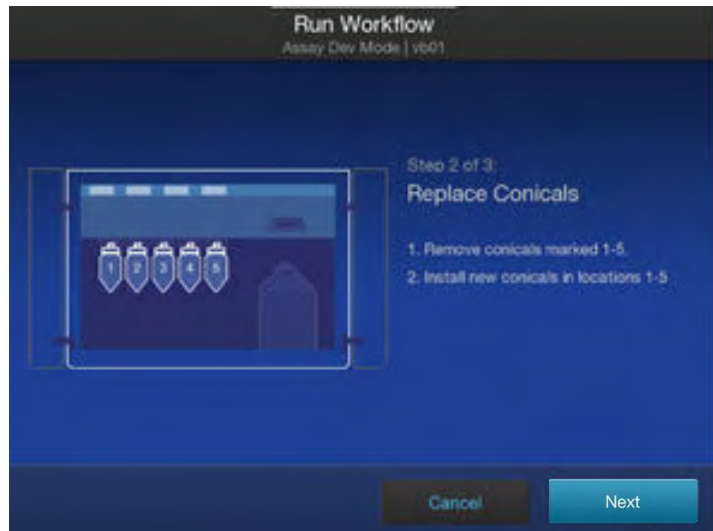 Run Workflow
Assay Dev Mode | vb01
Step 2 of 3:
Replace Conicals
1. Remove conicals marked 1-5.
2. Install new conicals in locations 1-5
1 2 3 4 5
Cancel
Next